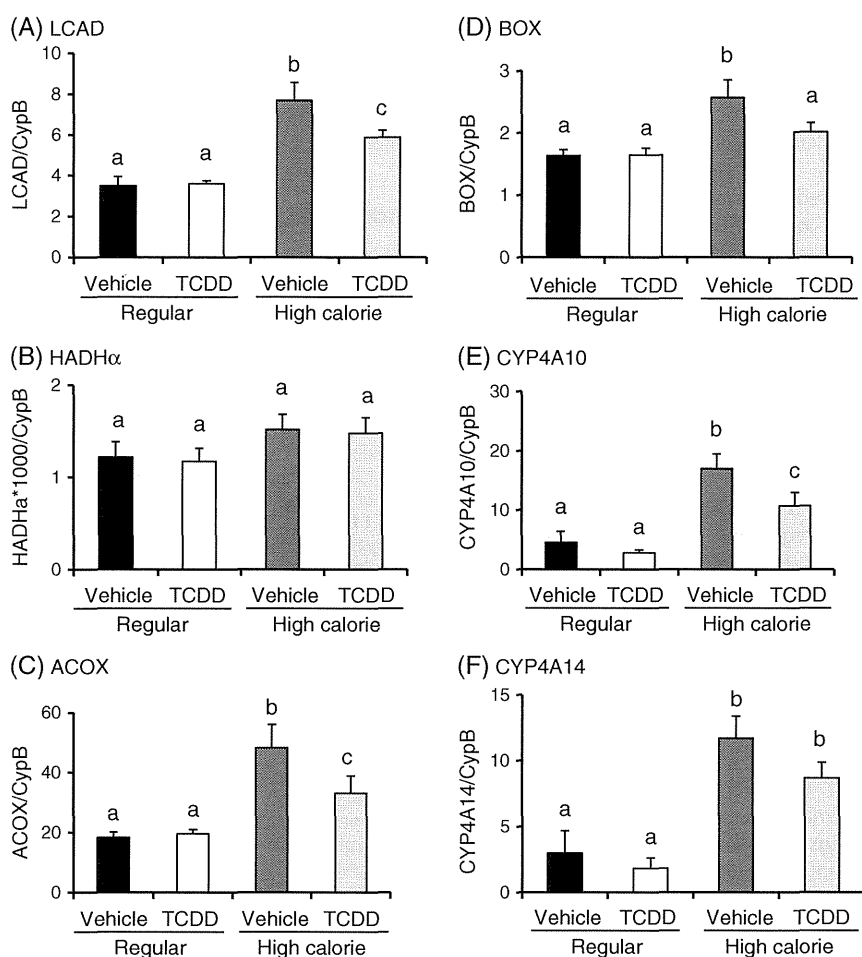 (A) LCAD
LCAD/CypB
10
8
6
4
2
0
a
a
b
c
Vehicle TCDD Vehicle TCDD
Regular High calorie
(B) HADHα
HADHa*1000/CypB
2
1
0
a
a
a
a
Vehicle TCDD Vehicle TCDD
Regular High calorie
(C) ACOX
ACOX/CypB
60
40
20
0
a
a
b
c
Vehicle TCDD Vehicle TCDD
Regular High calorie
(D) BOX
BOX/CypB
3
2
1
0
a
a
b
a
Vehicle TCDD Vehicle TCDD
Regular High calorie
(E) CYP4A10
CYP4A10/CypB
30
20
10
0
a
a
b
c
Vehicle TCDD Vehicle TCDD
Regular High calorie
(F) CYP4A14
CYP4A14/CypB
15
10
5
0
a
a
b
b
Vehicle TCDD Vehicle TCDD
Regular High calorie